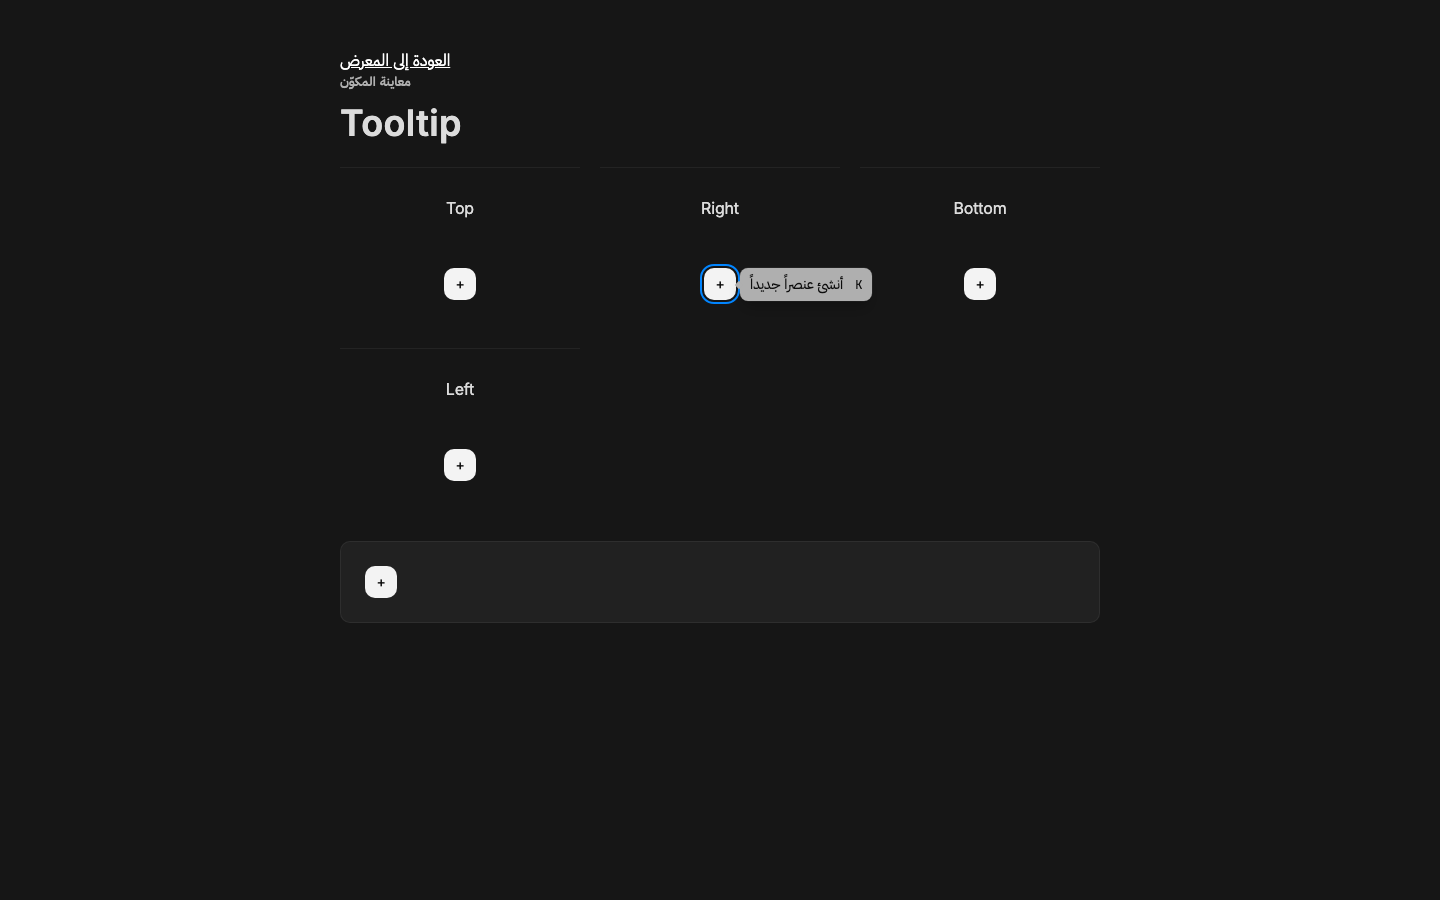 العودة إلى المعرض
معاينة المكوّن
Tooltip
Top
Right
Bottom
+
+
أنشئ عنصراً جديداً K
+
Left
+
+